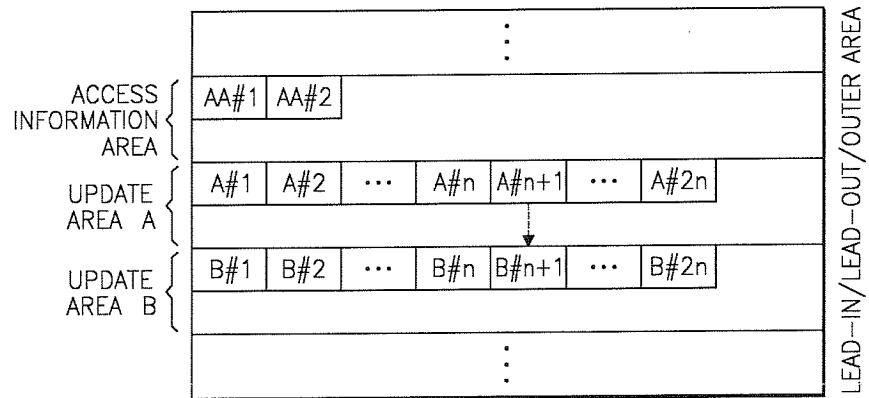 ⋮
ACCESS
INFORMATION
AREA
AA#1 AA#2
UPDATE
AREA A
A#1 A#2 ... A#n A#n+1 ... A#2n
UPDATE
AREA B
B#1 B#2 ... B#n B#n+1 ... B#2n
⋮
LEAD-IN/LEAD-OUT/OUTER AREA